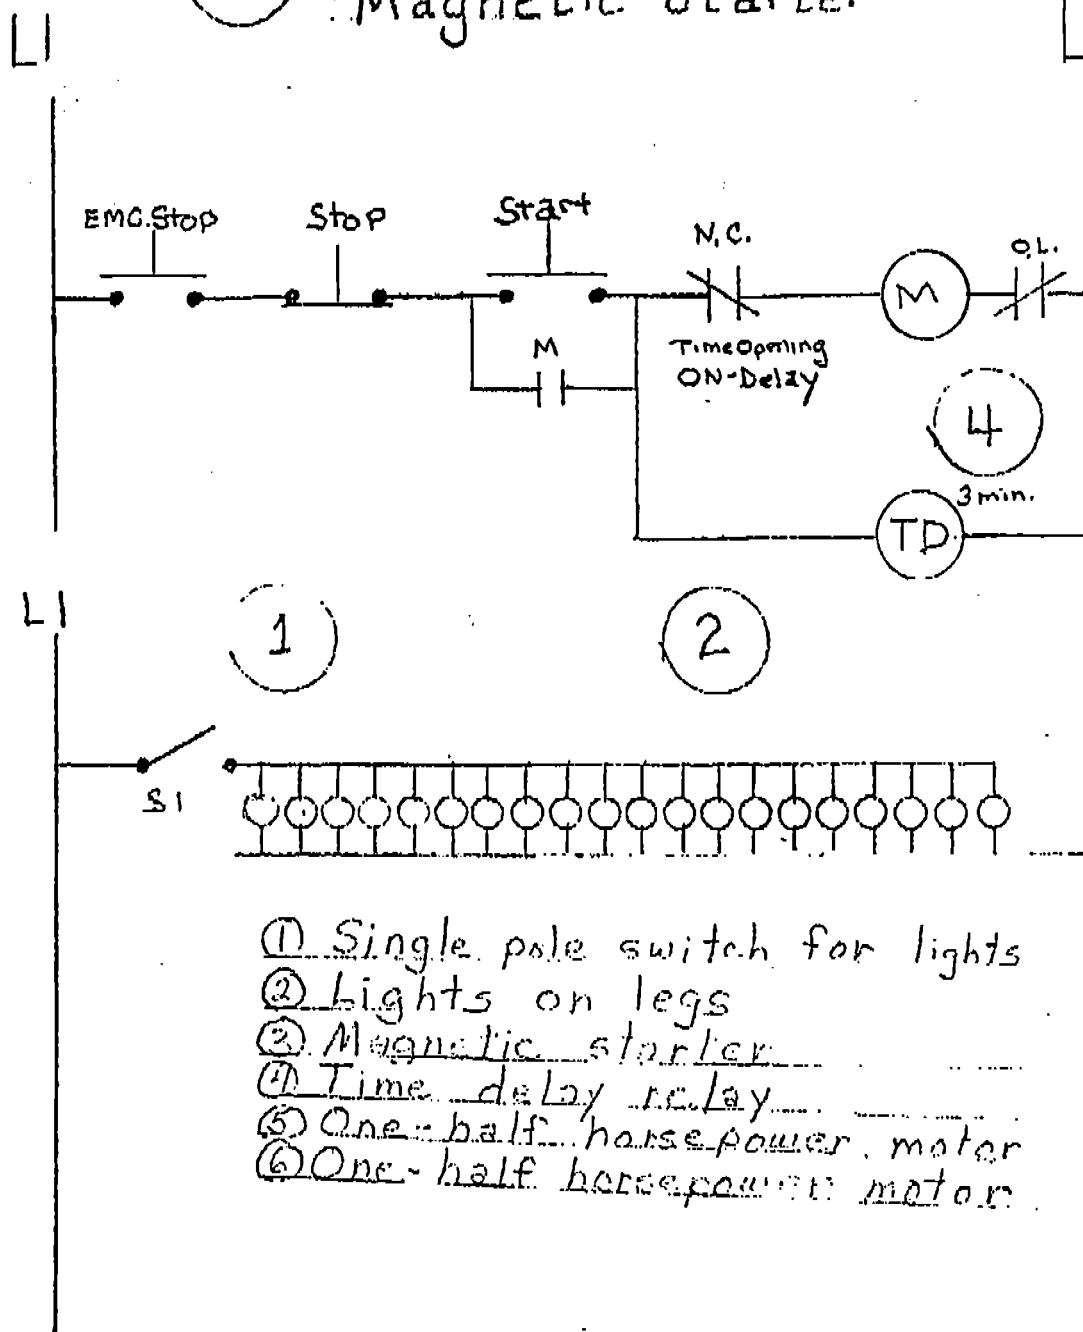 Magnetic
L1
EMG.Stop
Stop
Start
N.C.
O.L.
M
M
Time Opening
ON-Delay
4
3 min.
TD
L1
1
2
S1
① Single pole switch for lights
② Lights on legs
③ Magnetic starter
④ Time delay relay
⑤ One-half horsepower motor
⑥ One-half horsepower motor